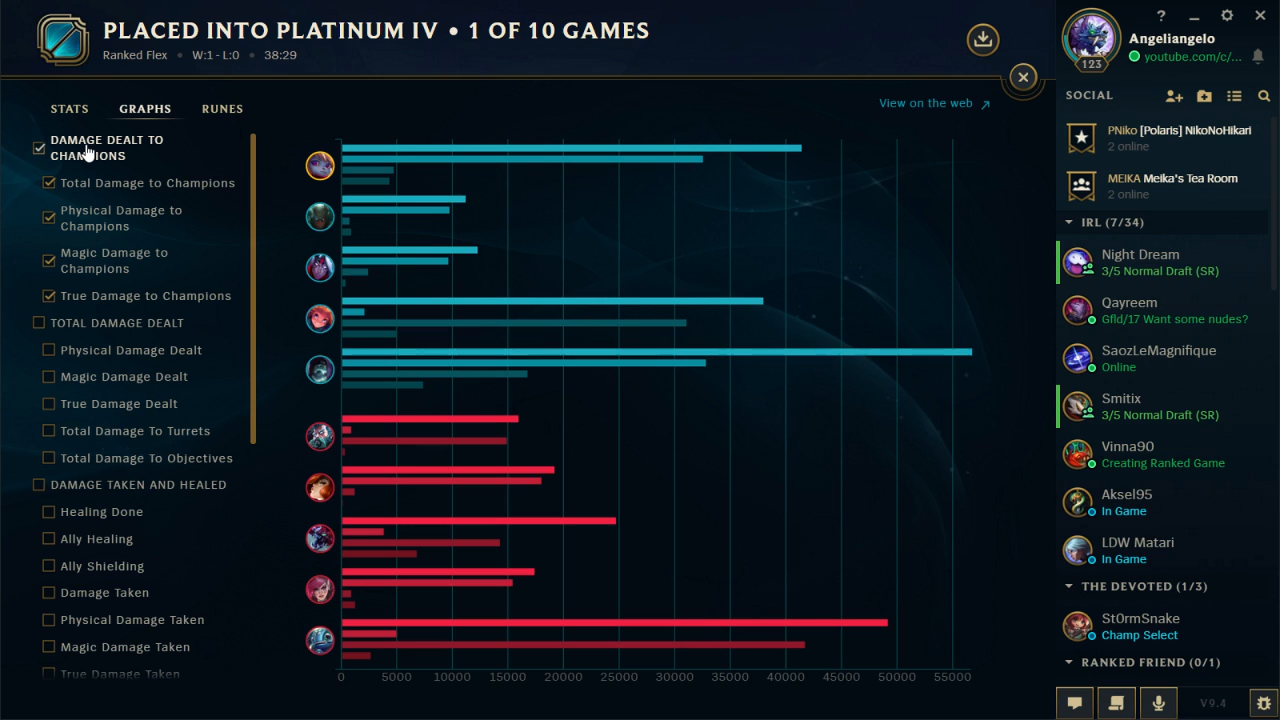 PLACED INTO PLATINUM IV • 1 OF 10 GAMES
Ranked Flex • W:1 - L:0 • 38:29
STATS
GRAPHS
RUNES
View on the web
DAMAGE DEALT TO
CHAMPIONS
Total Damage to Champions
Physical Damage to
Champions
Magic Damage to
Champions
True Damage to Champions
TOTAL DAMAGE DEALT
Physical Damage Dealt
Magic Damage Dealt
True Damage Dealt
Total Damage To Turrets
Total Damage To Objectives
DAMAGE TAKEN AND HEALED
Healing Done
Ally Healing
Ally Shielding
Damage Taken
Physical Damage Taken
Magic Damage Taken
True Damage Taken
0 5000 10000 15000 20000 25000 30000 35000 40000 45000 50000 55000
?
123
Angeliangelo
youtube.com/c/...
SOCIAL
PNiko [Polaris] NikoNoHikari
2 online
MEIKA Meika's Tea Room
2 online
IRL (7/34)
Night Dream
3/5 Normal Draft (SR)
Qayreem
Gfld/17 Want some nudes?
SaozLeMagnifique
Online
Smitix
3/5 Normal Draft (SR)
Vinna90
Creating Ranked Game
Aksel95
In Game
LDW Matari
In Game
THE DEVOTED (1/3)
St0rmSnake
Champ Select
RANKED FRIEND (0/1)
V9.4